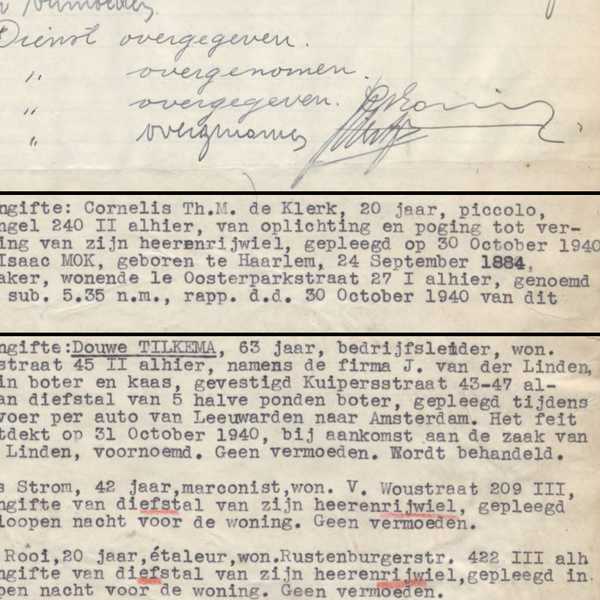 Dienst overgegeven.
,, overgenomen.
,, overgegeven.
,, overgenomen
ngifte: Cornelis Th.M. de Klerk, 20 jaar, piccolo,
ngel 240 II alhier, van oplichting en poging tot ver-
ing van zijn heerenrijwiel, gepleegd op 30 October 1940
Isaac MOK, geboren te Haarlem, 24 September 1884,
aker, wonende 1e Oosterparkstraat 27 I alhier, genoemd
sub. 5.35 n.m., rapp. d.d. 30 October 1940 van dit
ngifte:Douwe TILKEMA, 63 jaar, bedrijfsleider, won.
straat 45 II alhier, namens de firma J. van der Linden,
in boter en kaas, gevestigd Kuipersstraat 43-47 al-
an diefstal van 5 halve ponden boter, gepleegd tijdens
voer per auto van Leeuwarden naar Amsterdam. Het feit
tdekt op 31 October 1940, bij aankomst aan de zaak van
Linden, voornoemd. Geen vermoeden. Wordt behandeld.
s Strom, 42 jaar,marconist,won. V. Woustraat 209 III,
ngifte van diefstal van zijn heerenrijwiel, gepleegd
loopen nacht voor de woning. Geen vermoeden.
Rooi,20 jaar,étaleur,won.Rustenburgerstr. 422 III alh
ngifte van diefstal van zijn heerenrijwiel,gepleegd in
pen nacht voor de woning. Geen vermoeden.